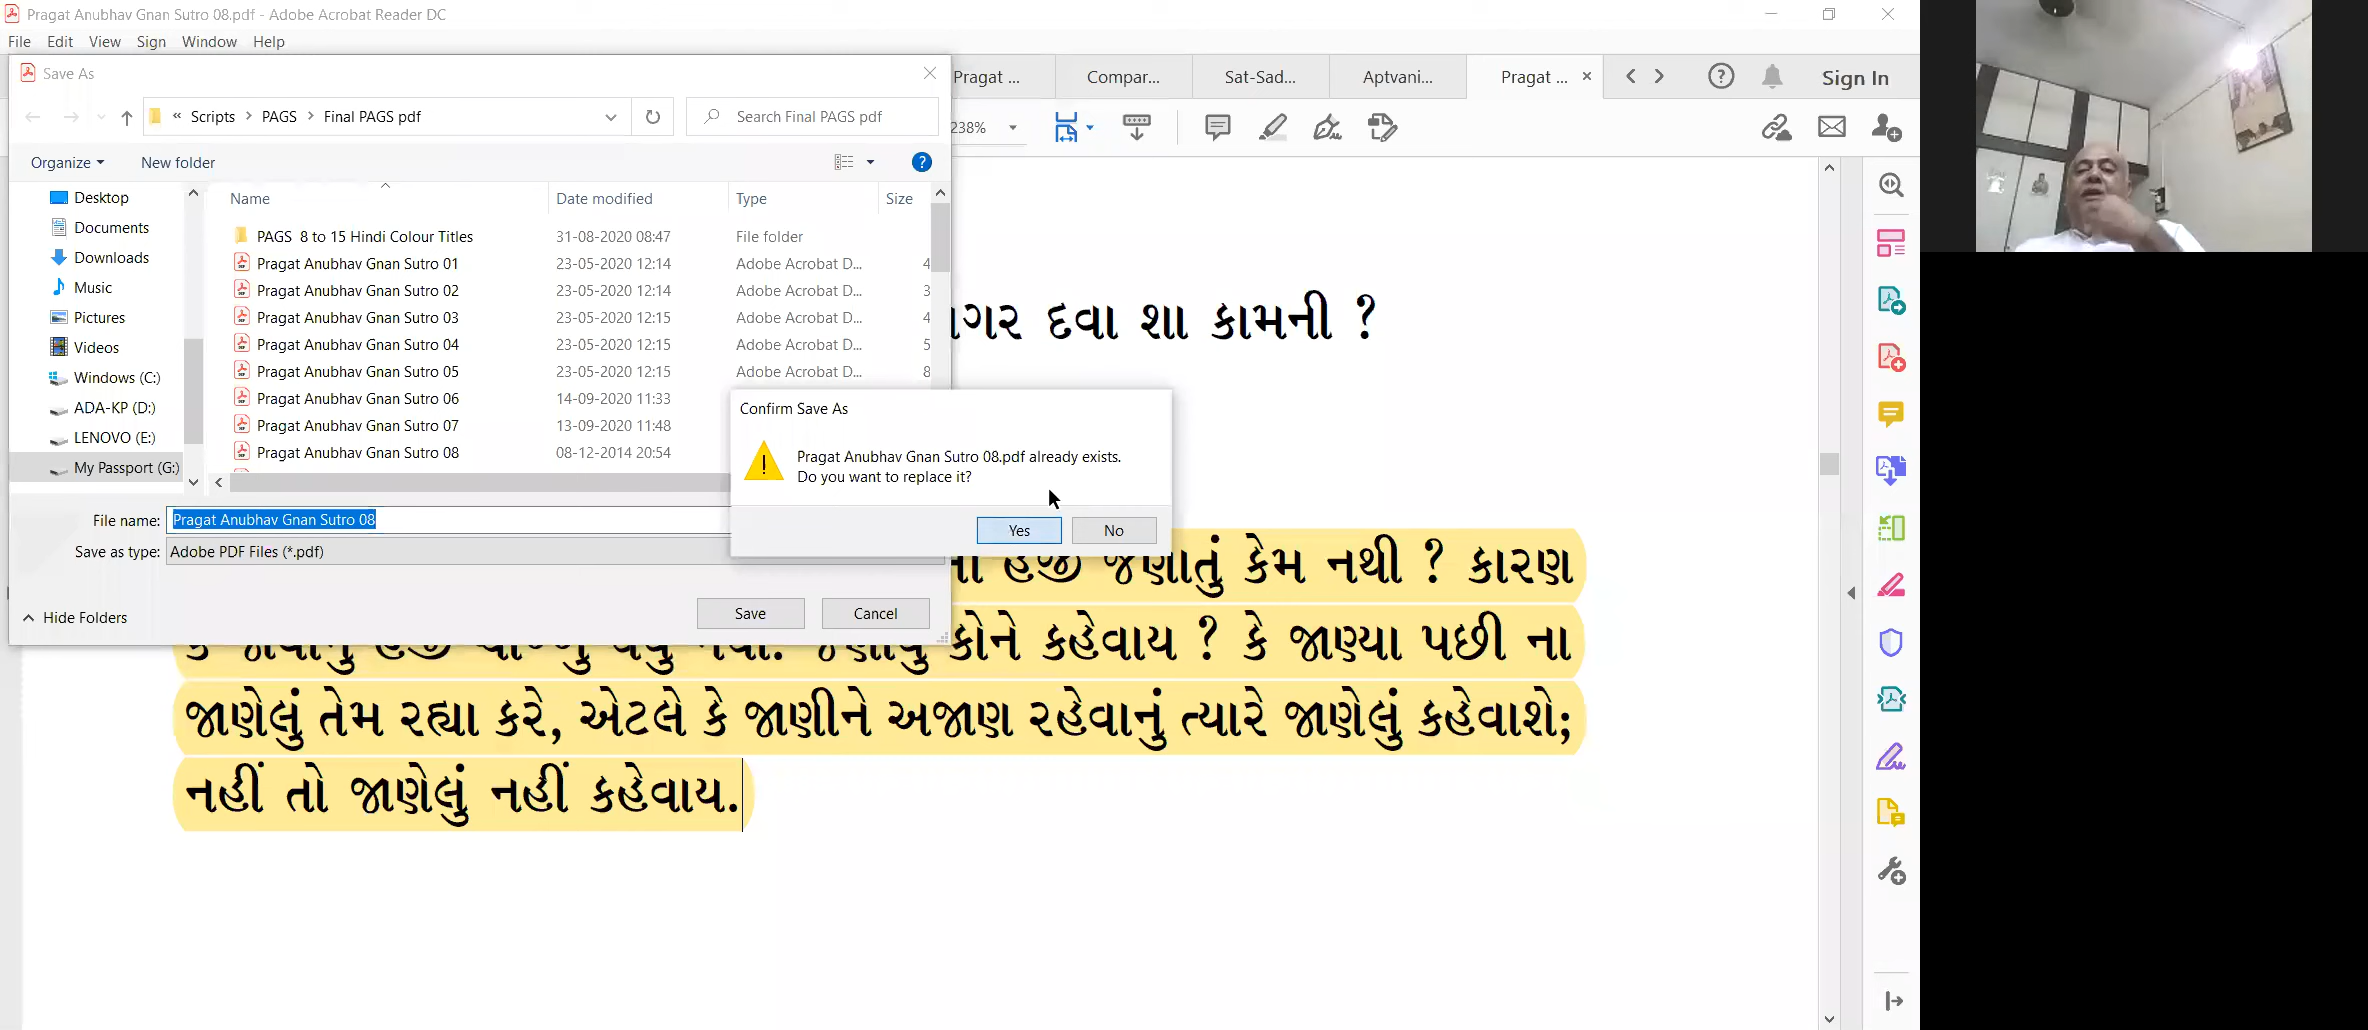 Pragat Anubhav Gnan Sutro 08.pdf - Adobe Acrobat Reader DC
File Edit View Sign Window Help
Save As
Pragat ... Compar... Sat-Sad... Aptvani... Pragat ... Sign In
« Scripts > PAGS > Final PAGS pdf
Search Final PAGS pdf
238%
Organize New folder
Desktop
Documents
Downloads
Music
Pictures
Videos
Windows (C:)
ADA-KP (D:)
LENOVO (E:)
My Passport (G:)
Name Date modified Type Size
PAGS 8 to 15 Hindi Colour Titles 31-08-2020 08:47 File folder
Pragat Anubhav Gnan Sutro 01 23-05-2020 12:14 Adobe Acrobat D... 4
Pragat Anubhav Gnan Sutro 02 23-05-2020 12:14 Adobe Acrobat D... 3
Pragat Anubhav Gnan Sutro 03 23-05-2020 12:15 Adobe Acrobat D... 4
Pragat Anubhav Gnan Sutro 04 23-05-2020 12:15 Adobe Acrobat D... 5
Pragat Anubhav Gnan Sutro 05 23-05-2020 12:15 Adobe Acrobat D... 8
Pragat Anubhav Gnan Sutro 06 14-09-2020 11:33
Pragat Anubhav Gnan Sutro 07 13-09-2020 11:48
Pragat Anubhav Gnan Sutro 08 08-12-2014 20:54
File name: Pragat Anubhav Gnan Sutro 08
Save as type: Adobe PDF Files (*.pdf)
Hide Folders
Save Cancel
Confirm Save As
Pragat Anubhav Gnan Sutro 08.pdf already exists.
Do you want to replace it?
Yes No
દવા શા કામની ?
હજી જણાતું કેમ નથી ? કારણ
કોને કહેવાય ? કે જાણ્યા પછી ના
જાણેલું તેમ રહ્યા કરે, એટલે કે જાણીને અજાણ રહેવાનું ત્યારે જાણેલું કહેવાશે;
નહીં તો જાણેલું નહીં કહેવાય.